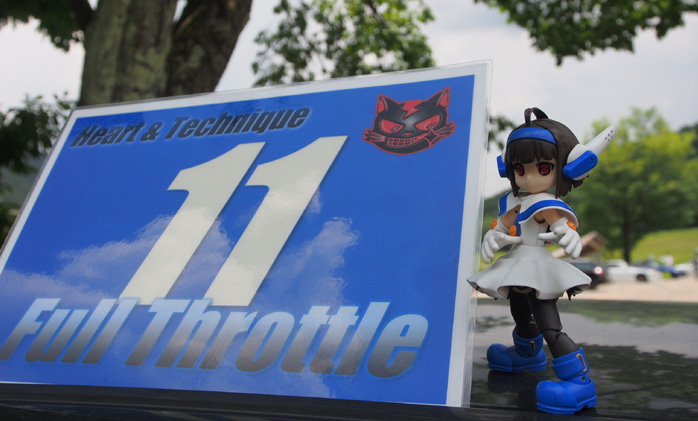 Heart & Technique
11
Full Throttle